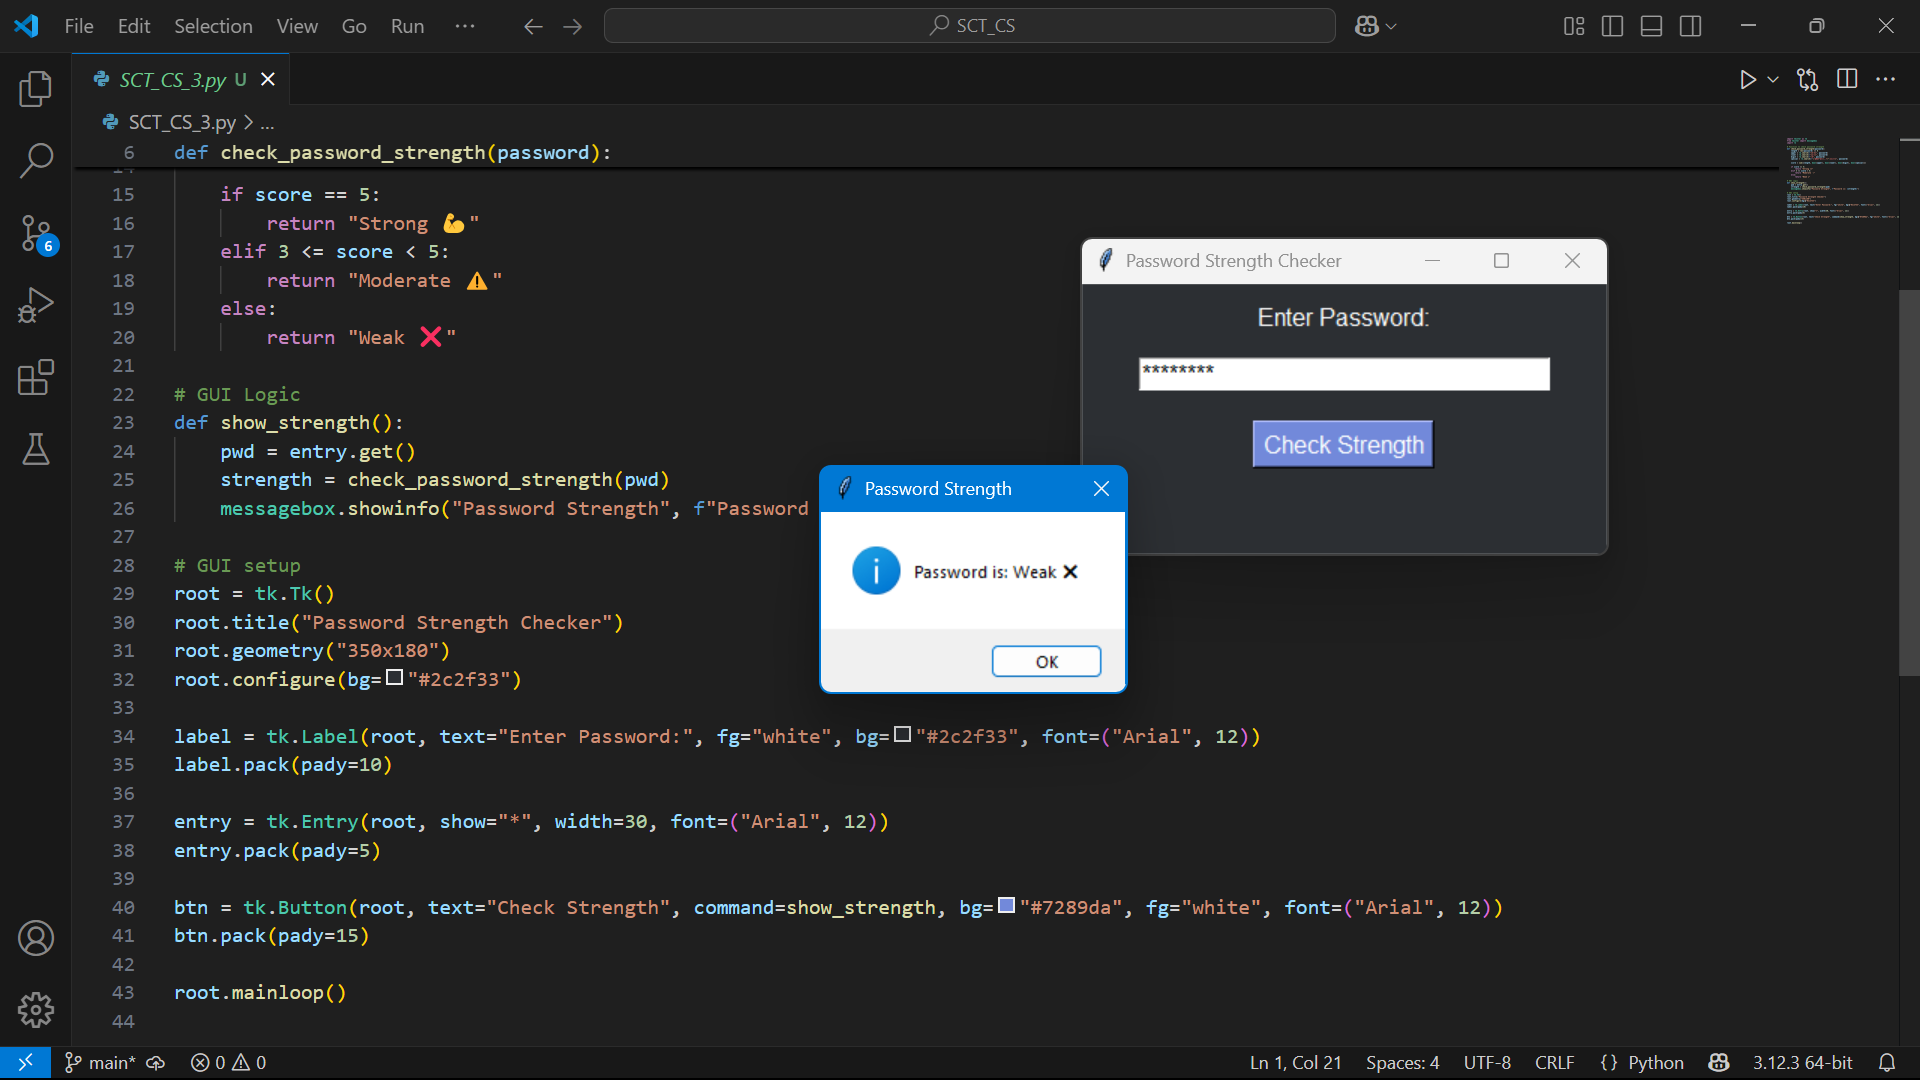 File Edit Selection View Go Run ···
SCT_CS
SCT_CS_3.py U
SCT_CS_3.py > ...
6 def check_password_strength(password):
15 if score == 5:
16 return "Strong 💪"
17 elif 3 <= score < 5:
18 return "Moderate ⚠️"
19 else:
20 return "Weak ❌"
21
22 # GUI Logic
23 def show_strength():
24 pwd = entry.get()
25 strength = check_password_strength(pwd)
26 messagebox.showinfo("Password Strength", f"Password
27
28 # GUI setup
29 root = tk.Tk()
30 root.title("Password Strength Checker")
31 root.geometry("350x180")
32 root.configure(bg="#2c2f33")
33
34 label = tk.Label(root, text="Enter Password:", fg="white", bg="#2c2f33", font=("Arial", 12))
35 label.pack(pady=10)
36
37 entry = tk.Entry(root, show="*", width=30, font=("Arial", 12))
38 entry.pack(pady=5)
39
40 btn = tk.Button(root, text="Check Strength", command=show_strength, bg="#7289da", fg="white", font=("Arial", 12))
41 btn.pack(pady=15)
42
43 root.mainloop()
44
Password Strength Checker
Enter Password:
********
Check Strength
Password Strength
Password is: Weak ❌
OK
6
main* 0 0
Ln 1, Col 21 Spaces: 4 UTF-8 CRLF {} Python 3.12.3 64-bit